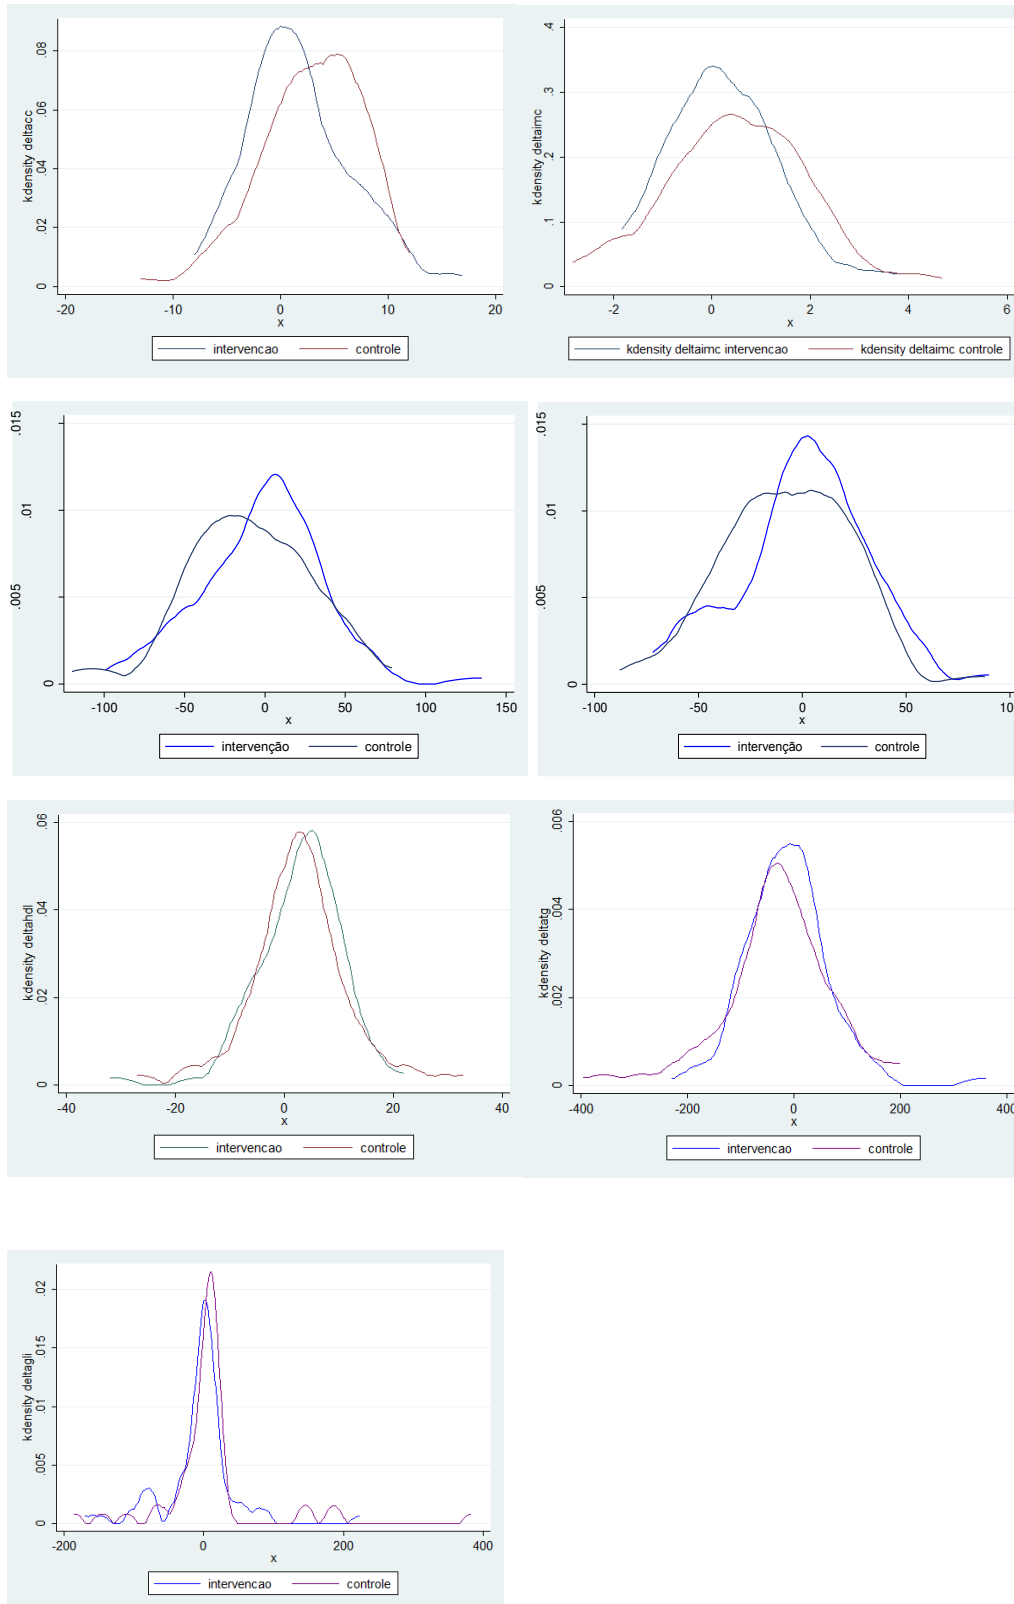 kdensity deltacc
.08
.06
.04
.02
0
-20 -10 0 10 20
x
intervencao controle
kdensity deltaimc
.4
.3
.2
.1
0
-2 0 2 4 6
x
kdensity deltaimc intervencao kdensity deltaimc controle
.015
.01
.005
0
-100 -50 0 50 100 150
x
intervenção controle
.015
.01
.005
0
-100 -50 0 50 10
x
intervenção controle
kdensity deltahdl
.06
.04
.02
0
-40 -20 0 20 40
x
intervencao controle
kdensity deltatg
.006
.004
.002
0
-400 -200 0 200 400
x
intervencao controle
kdensity deltagli
.02
.015
.01
.005
0
-200 0 200 400
x
intervencao controle